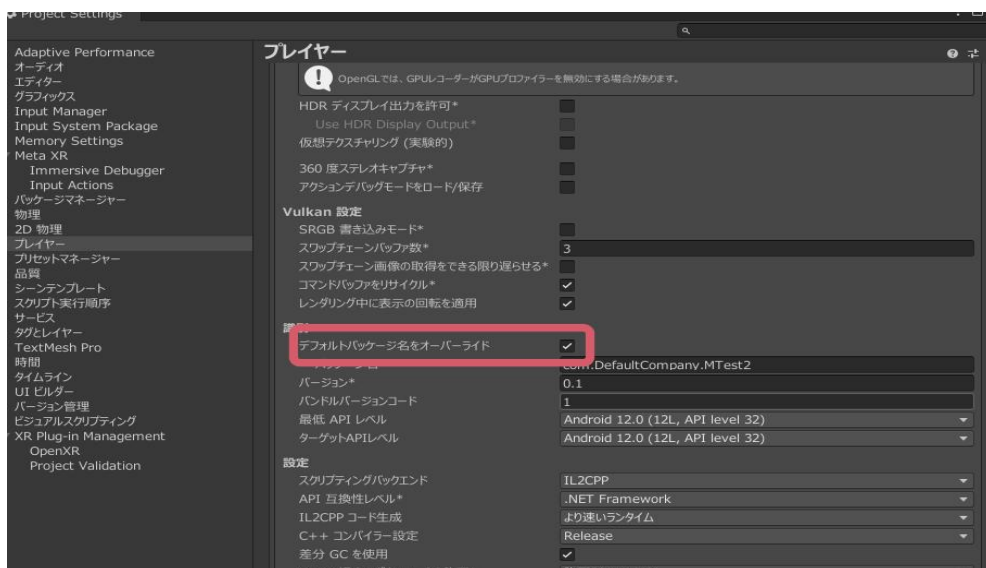 Project Settings
Adaptive Performance
オーディオ
エディター
グラフィックス
Input Manager
Input System Package
Memory Settings
Meta XR
Immersive Debugger
Input Actions
パッケージマネージャー
物理
2D 物理
プレイヤー
プリセットマネージャー
品質
シーンテンプレート
スクリプト実行順序
サービス
タグとレイヤー
TextMesh Pro
時間
タイムライン
UI ビルダー
バージョン管理
ビジュアルスクリプティング
XR Plug-in Management
OpenXR
Project Validation
プレイヤー
OpenGLでは、GPUレコーダーがGPUプロファイラーを無効にする場合があります。
HDR ディスプレイ出力を許可*
Use HDR Display Output*
仮想テクスチャリング (実験的)
360 度ステレオキャプチャ*
アクションデバッグモードをロード/保存
Vulkan 設定
SRGB 書き込みモード*
スワップチェーンバッファ数* 3
スワップチェーン画像の取得をできる限り遅らせる*
コマンドバッファをリサイクル*
レンダリング中に表示の回転を適用
デフォルトパッケージ名をオーバーライド
com.DefaultCompany.MTest2
バージョン* 0.1
バンドルバージョンコード 1
最低 API レベル Android 12.0 (12L, API level 32)
ターゲットAPIレベル Android 12.0 (12L, API level 32)
設定
スクリプティングバックエンド IL2CPP
API 互換性レベル* .NET Framework
IL2CPP コード生成 より速いランタイム
C++ コンパイラー設定 Release
差分 GC を使用